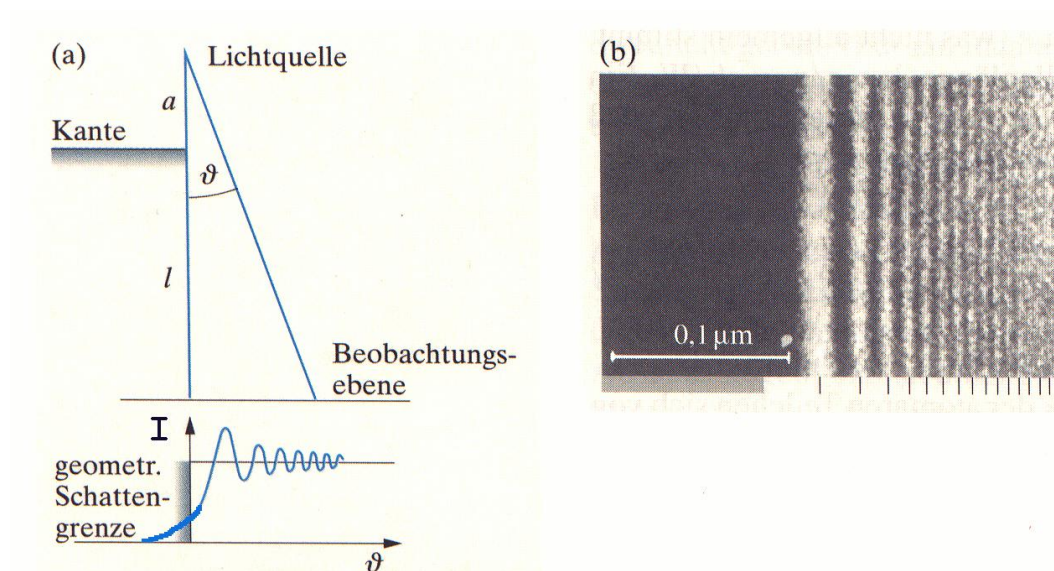 (a)
Lichtquelle
a
Kante
ϑ
l
Beobachtungs-
ebene
I
geometr.
Schatten-
grenze
ϑ
(b)
0,1 µm